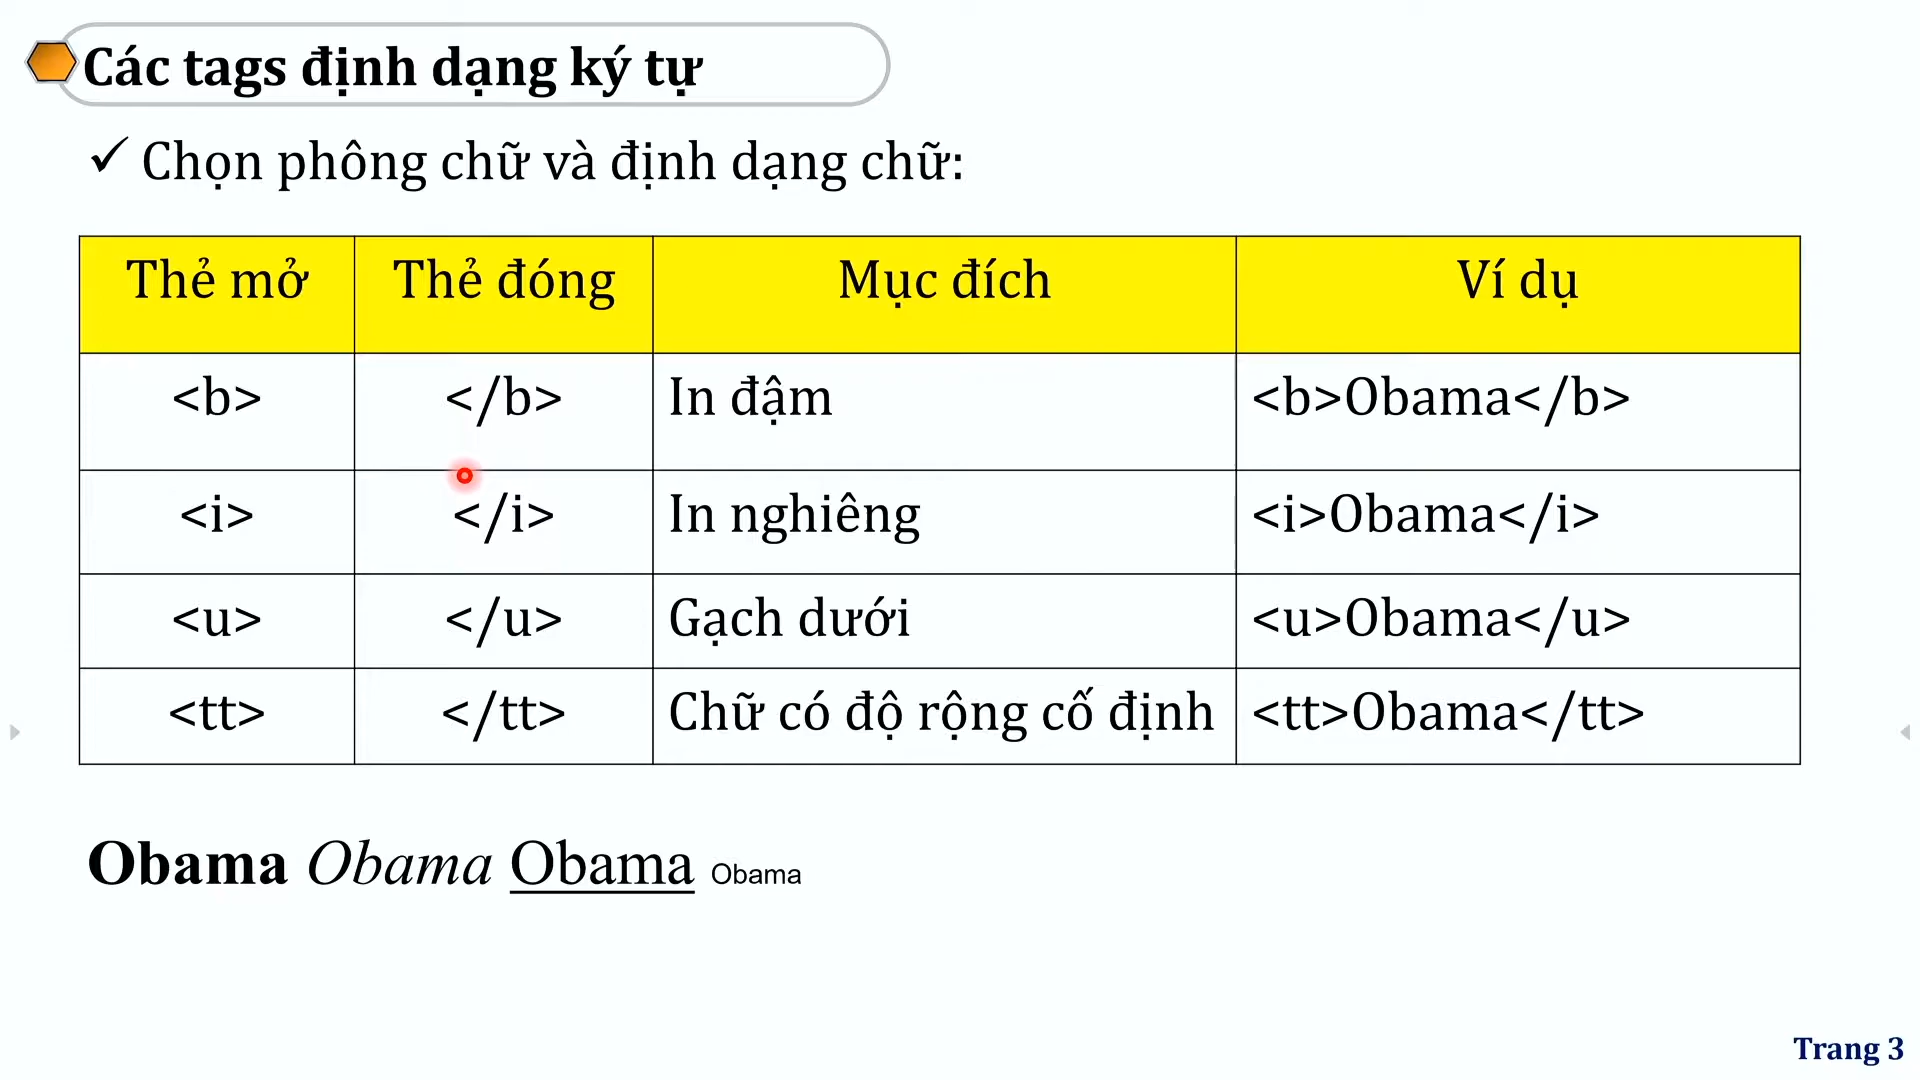 Các tags định dạng ký tự
✓ Chọn phông chữ và định dạng chữ:
Thẻ mở Thẻ đóng Mục đích Ví dụ
<b> </b> In đậm <b>Obama</b>
<i> </i> In nghiêng <i>Obama</i>
<u> </u> Gạch dưới <u>Obama</u>
<tt> </tt> Chữ có độ rộng cố định <tt>Obama</tt>
Obama Obama Obama Obama
Trang 3